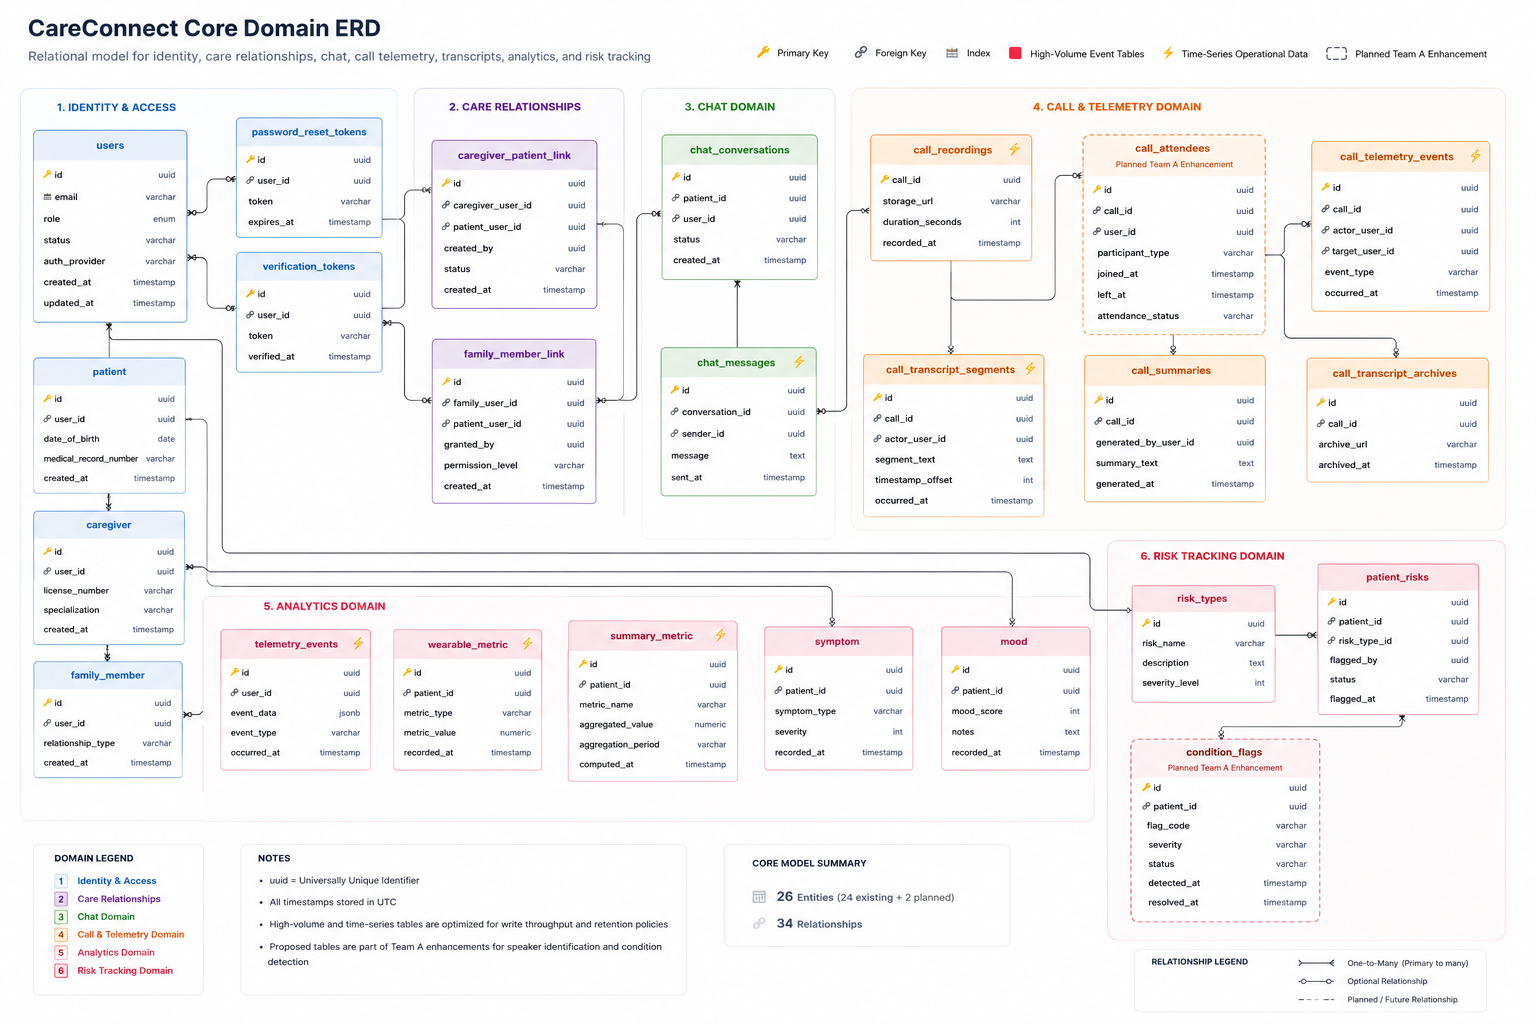 CareConnect Core Domain ERD
Relational model for identity, care relationships, chat, call telemetry, transcripts, analytics, and risk tracking
Primary Key
Foreign Key
Index
High-Volume Event Tables
Time-Series Operational Data
Planned Team A Enhancement
1. IDENTITY & ACCESS
users
id uuid
email varchar
role enum
status varchar
auth_provider varchar
created_at timestamp
updated_at timestamp
password_reset_tokens
id uuid
user_id uuid
token varchar
expires_at timestamp
verification_tokens
id uuid
user_id uuid
token varchar
verified_at timestamp
patient
id uuid
user_id uuid
date_of_birth date
medical_record_number varchar
created_at timestamp
caregiver
id uuid
user_id uuid
license_number varchar
specialization varchar
created_at timestamp
family_member
id uuid
user_id uuid
relationship_type varchar
created_at timestamp
2. CARE RELATIONSHIPS
caregiver_patient_link
id uuid
caregiver_user_id uuid
patient_user_id uuid
created_by uuid
status varchar
created_at timestamp
family_member_link
id uuid
family_user_id uuid
patient_user_id uuid
granted_by uuid
permission_level varchar
created_at timestamp
3. CHAT DOMAIN
chat_conversations
id uuid
patient_id uuid
user_id uuid
status varchar
created_at timestamp
chat_messages
id uuid
conversation_id uuid
sender_id uuid
message text
sent_at timestamp
4. CALL & TELEMETRY DOMAIN
call_recordings
call_id uuid
storage_url varchar
duration_seconds int
recorded_at timestamp
call_attendees
Planned Team A Enhancement
id uuid
call_id uuid
user_id uuid
participant_type varchar
joined_at timestamp
left_at timestamp
attendance_status varchar
call_telemetry_events
id uuid
call_id uuid
actor_user_id uuid
target_user_id uuid
event_type varchar
occurred_at timestamp
call_transcript_segments
id uuid
call_id uuid
actor_user_id uuid
segment_text text
timestamp_offset int
occurred_at timestamp
call_summaries
id uuid
call_id uuid
generated_by_user_id uuid
summary_text text
generated_at timestamp
call_transcript_archives
id uuid
call_id uuid
archive_url varchar
archived_at timestamp
5. ANALYTICS DOMAIN
telemetry_events
id uuid
user_id uuid
event_data jsonb
event_type varchar
occurred_at timestamp
wearable_metric
id uuid
patient_id uuid
metric_type varchar
metric_value numeric
recorded_at timestamp
summary_metric
id uuid
patient_id uuid
metric_name varchar
aggregated_value numeric
aggregation_period varchar
computed_at timestamp
symptom
id uuid
patient_id uuid
symptom_type varchar
severity int
recorded_at timestamp
mood
id uuid
patient_id uuid
mood_score int
notes text
recorded_at timestamp
6. RISK TRACKING DOMAIN
risk_types
id uuid
risk_name varchar
description text
severity_level int
patient_risks
id uuid
patient_id uuid
risk_type_id uuid
flagged_by uuid
status varchar
flagged_at timestamp
condition_flags
Planned Team A Enhancement
id uuid
patient_id uuid
flag_code varchar
severity varchar
status varchar
detected_at timestamp
resolved_at timestamp
DOMAIN LEGEND
1 Identity & Access
2 Care Relationships
3 Chat Domain
4 Call & Telemetry Domain
5 Analytics Domain
6 Risk Tracking Domain
NOTES
• uuid = Universally Unique Identifier
• All timestamps stored in UTC
• High-volume and time-series tables are optimized for write throughput and retention policies
• Proposed tables are part of Team A enhancements for speaker identification and condition
detection
CORE MODEL SUMMARY
26 Entities (24 existing + 2 planned)
34 Relationships
RELATIONSHIP LEGEND
One-to-Many (Primary to many)
Optional Relationship
Planned / Future Relationship